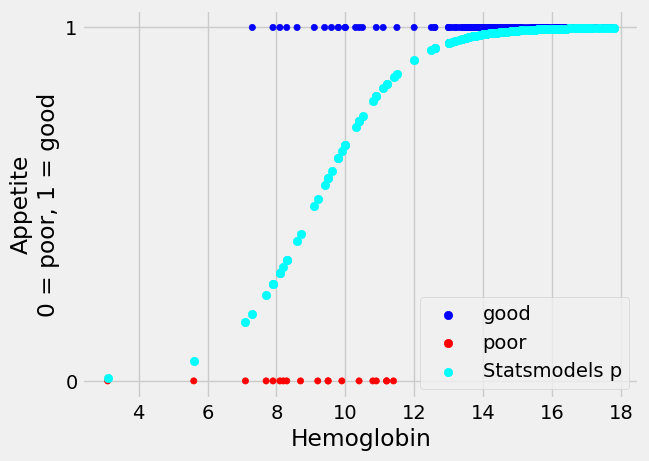 1
0
Appetite
0 = poor, 1 = good
good
poor
Statsmodels p
4 6 8 10 12 14 16 18
Hemoglobin